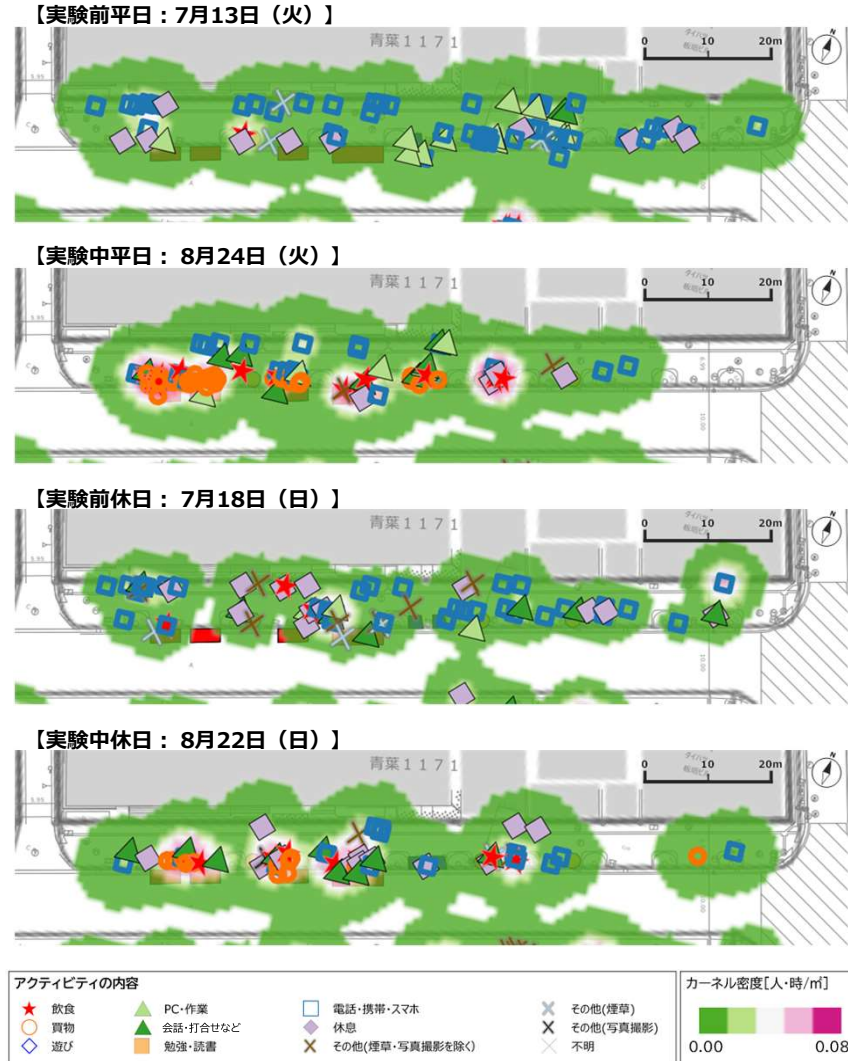 【実験前平日：7月13日（火）】
青葉1171
0 10 20m
N
【実験中平日： 8月24日（火）】
青葉1171
0 10 20m
N
10.00
【実験前休日： 7月18日（日）】
青葉1171
0 10 20m
N
10.00
【実験中休日： 8月22日（日）】
青葉1171
0 10 20m
N
アクティビティの内容
飲食 PC・作業 電話・携帯・スマホ その他(煙草)
買物 会話・打合せなど 休息 その他(写真撮影)
遊び 勉強・読書 その他(煙草・写真撮影を除く) 不明
カーネル密度[人・時/㎡]
0.00 0.08